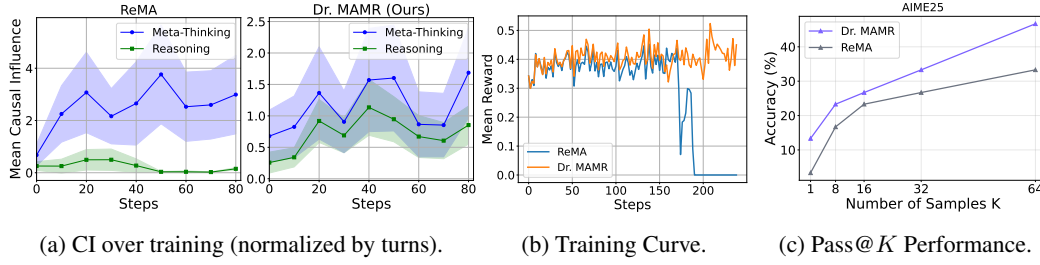 ReMA
Meta-Thinking
Reasoning
Mean Causal Influence
4
2
0
0 20 40 60 80
Steps
Dr. MAMR (Ours)
Meta-Thinking
Reasoning
2.5
2.0
1.5
1.0
0.5
0.0
0 20 40 60 80
Steps
(a) CI over training (normalized by turns).
Mean Reward
0.5
0.4
0.3
0.2
0.1
0.0
ReMA
Dr. MAMR
0 50 100 150 200
Steps
(b) Training Curve.
AIME25
Dr. MAMR
ReMA
Accuracy (%)
40
30
20
10
1 8 16 32 64
Number of Samples K
(c) Pass@K Performance.